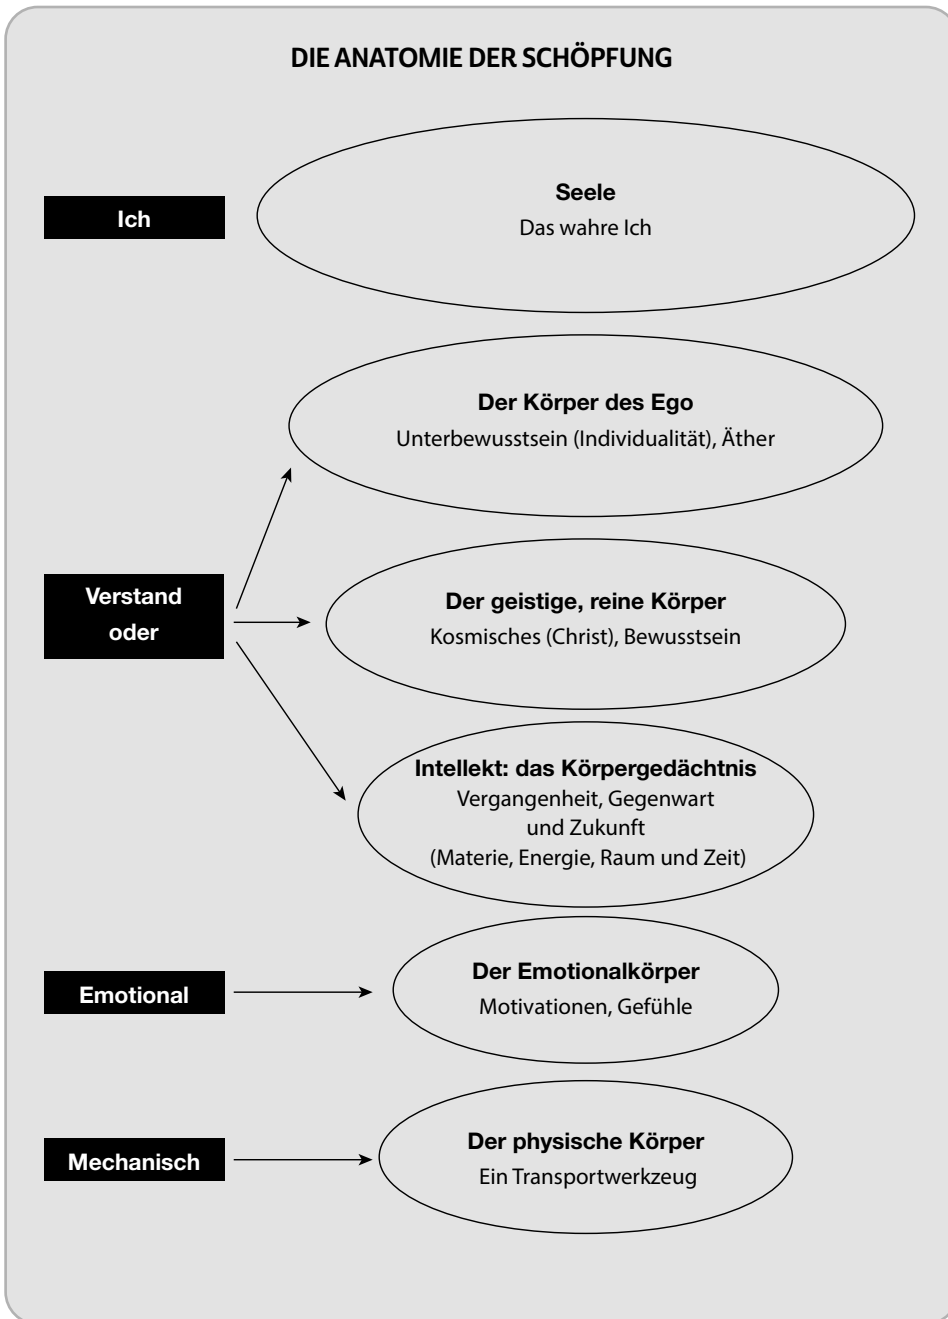 DIE ANATOMIE DER SCHÖPFUNG
Ich
Seele
Das wahre Ich
Der Körper des Ego
Unterbewusstsein (Individualität), Äther
Verstand
oder
Der geistige, reine Körper
Kosmisches (Christ), Bewusstsein
Intellekt: das Körpergedächtnis
Vergangenheit, Gegenwart
und Zukunft
(Materie, Energie, Raum und Zeit)
Emotional
Der Emotionalkörper
Motivationen, Gefühle
Mechanisch
Der physische Körper
Ein Transportwerkzeug